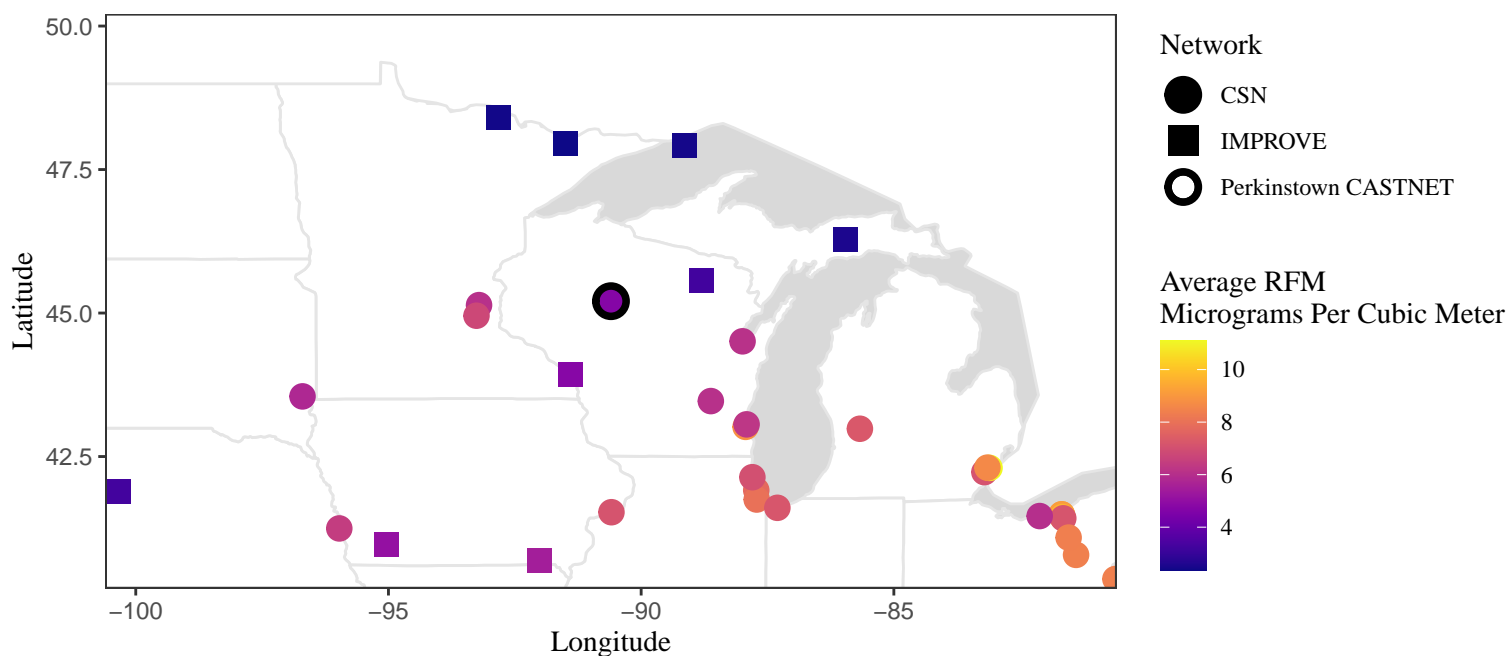 50.0
47.5
45.0
42.5
Latitude
−100
−95
−90
−85
Longitude
Network
CSN
IMPROVE
Perkinstown CASTNET
Average RFM
Micrograms Per Cubic Meter
10
8
6
4